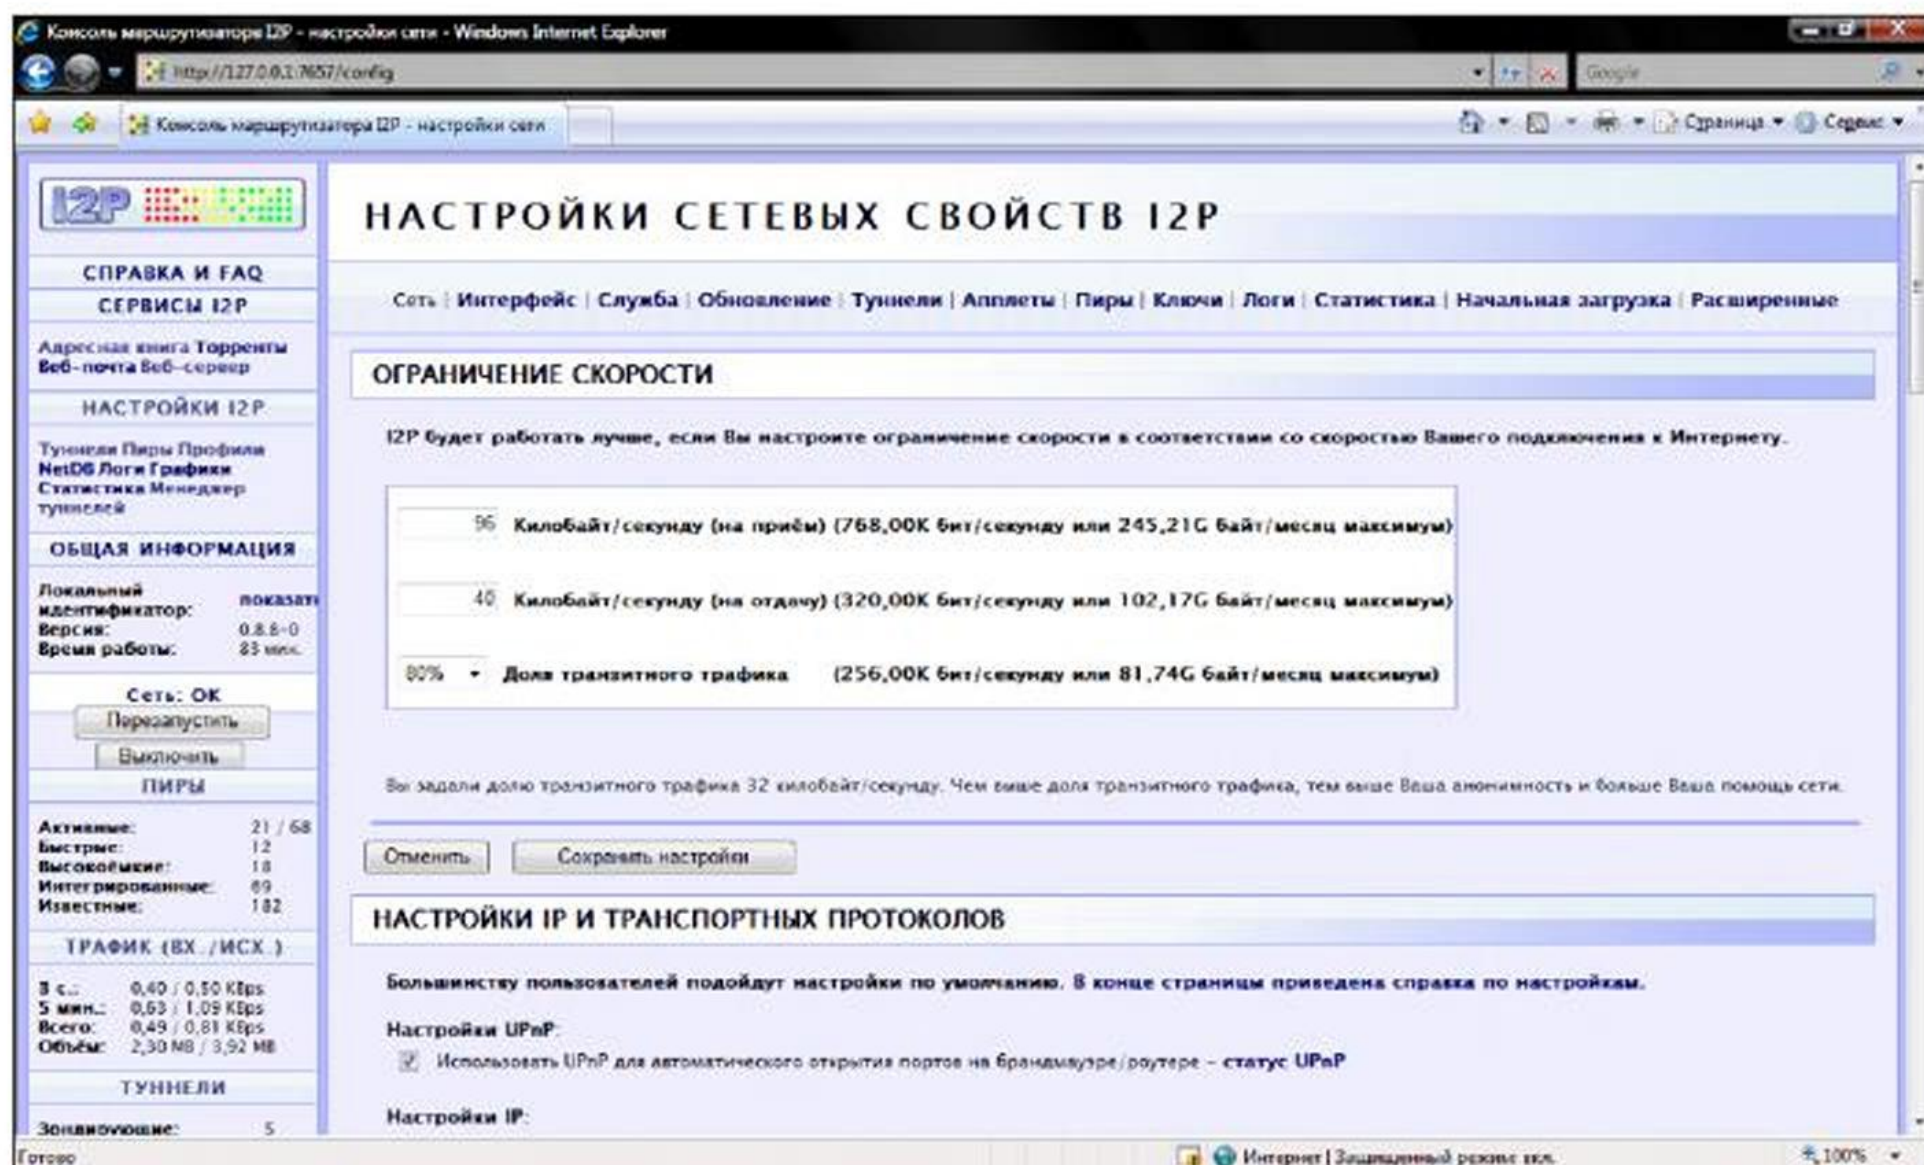 Консоль маршрутизатора I2P - настройки сети - Windows Internet Explorer
http://127.0.0.1:7657/config
Google
Консоль маршрутизатора I2P - настройки сети
Страница
Сервис
I2P
СПРАВКА И FAQ
СЕРВИСЫ I2P
Адресная книга Торренты
Веб-почта Веб-сервер
НАСТРОЙКИ I2P
Туннели Пиры Профили
NetDB Логи Графики
Статистика Менеджер
туннелей
ОБЩАЯ ИНФОРМАЦИЯ
Локальный
идентификатор: показать
Версия: 0.8.8-0
Время работы: 83 мин.
Сеть: OK
Перезапустить
Выключить
ПИРЫ
Активные: 21 / 68
Быстрые: 12
Высокоёмкие: 18
Интегрированные: 69
Известные: 182
ТРАФИК (ВХ./ИСХ.)
3 с.: 0,40 / 0,50 KBps
5 мин.: 0,63 / 1,09 KBps
Всего: 0,49 / 0,81 KBps
Объём: 2,30 MB / 3,92 MB
ТУННЕЛИ
Зондирующие: 5
НАСТРОЙКИ СЕТЕВЫХ СВОЙСТВ I2P
Сеть | Интерфейс | Служба | Обновление | Туннели | Апплеты | Пиры | Ключи | Логи | Статистика | Начальная загрузка | Расширенные
ОГРАНИЧЕНИЕ СКОРОСТИ
I2P будет работать лучше, если Вы настроите ограничение скорости в соответствии со скоростью Вашего подключения к Интернету.
96 Килобайт/секунду (на приём) (768,00K бит/секунду или 245,21G байт/месяц максимум)
40 Килобайт/секунду (на отдачу) (320,00K бит/секунду или 102,17G байт/месяц максимум)
80% Доля транзитного трафика (256,00K бит/секунду или 81,74G байт/месяц максимум)
Вы задали долю транзитного трафика 32 килобайт/секунду. Чем выше доля транзитного трафика, тем выше Ваша анонимность и больше Ваша помощь сети.
Отменить
Сохранить настройки
НАСТРОЙКИ IP И ТРАНСПОРТНЫХ ПРОТОКОЛОВ
Большинству пользователей подойдут настройки по умолчанию. В конце страницы приведена справка по настройкам.
Настройки UPnP:
Использовать UPnP для автоматического открытия портов на брандмауэре/роутере – статус UPnP
Настройки IP:
Готово
Интернет | Защищенный режим: вкл.
100%